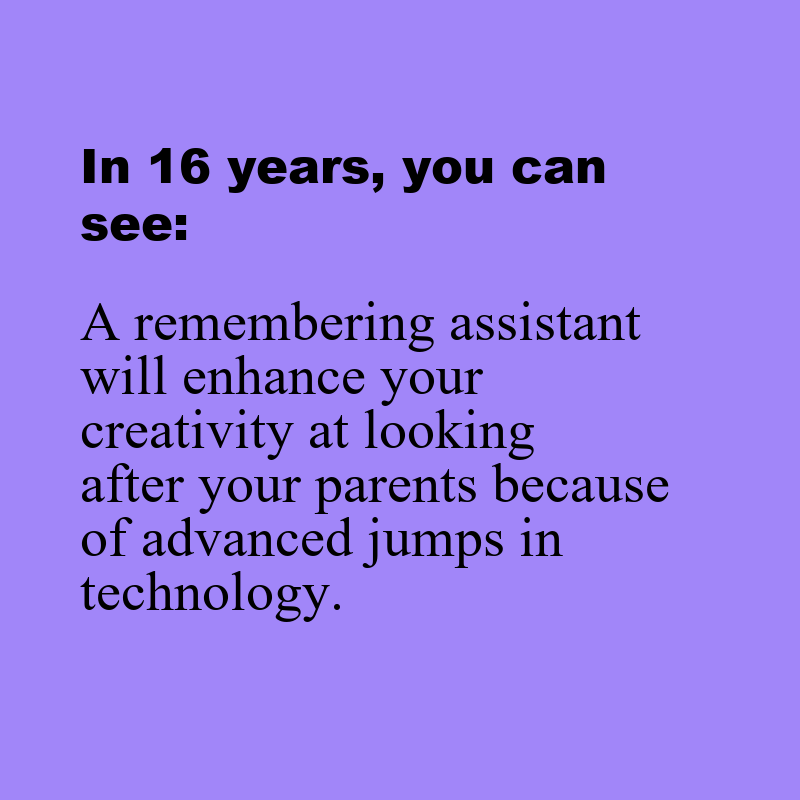 In 16 years, you can
see:
A remembering assistant
will enhance your
creativity at looking
after your parents because
of advanced jumps in
technology.